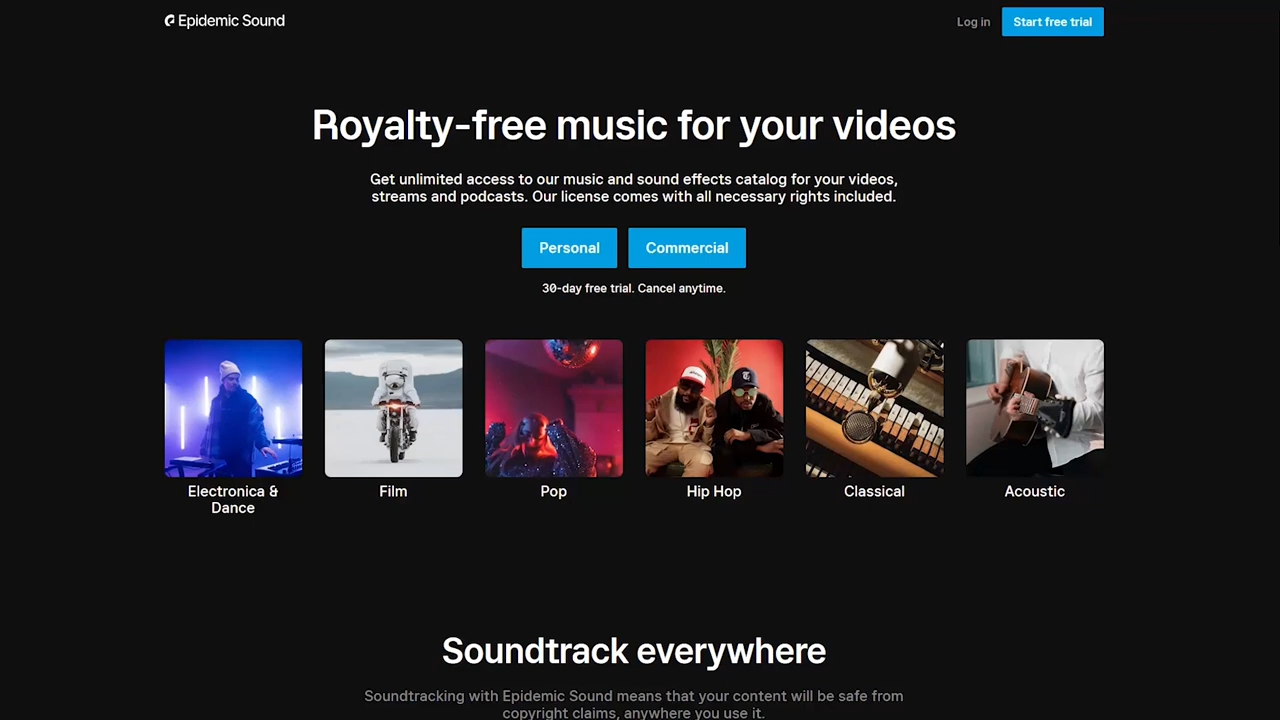 Epidemic Sound
Log in
Start free trial
Royalty-free music for your videos
Get unlimited access to our music and sound effects catalog for your videos,
streams and podcasts. Our license comes with all necessary rights included.
Personal
Commercial
30-day free trial. Cancel anytime.
Electronica &
Dance
Film
Pop
Hip Hop
Classical
Acoustic
Soundtrack everywhere
Soundtracking with Epidemic Sound means that your content will be safe from
copyright claims, anywhere you use it.